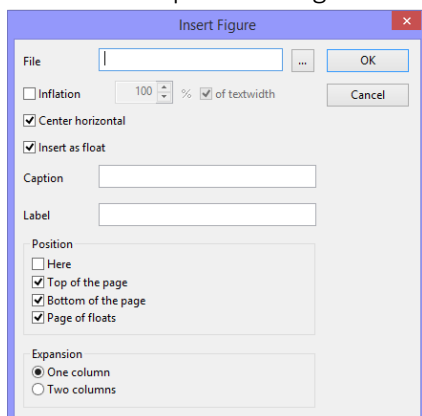 Insert Figure
File ... OK
Inflation 100 % of textwidth Cancel
Center horizontal
Insert as float
Caption
Label
Position
Here
Top of the page
Bottom of the page
Page of floats
Expansion
One column
Two columns